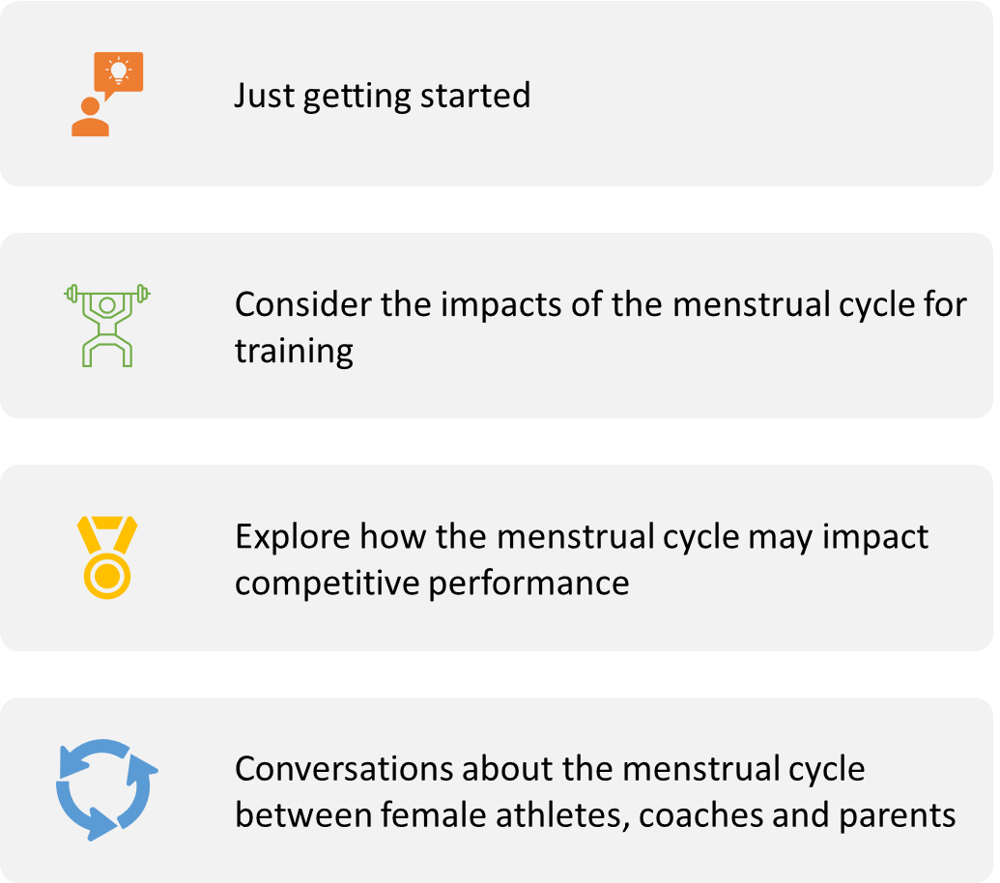 Just getting started
Consider the impacts of the menstrual cycle for
training
Explore how the menstrual cycle may impact
competitive performance
Conversations about the menstrual cycle
between female athletes, coaches and parents